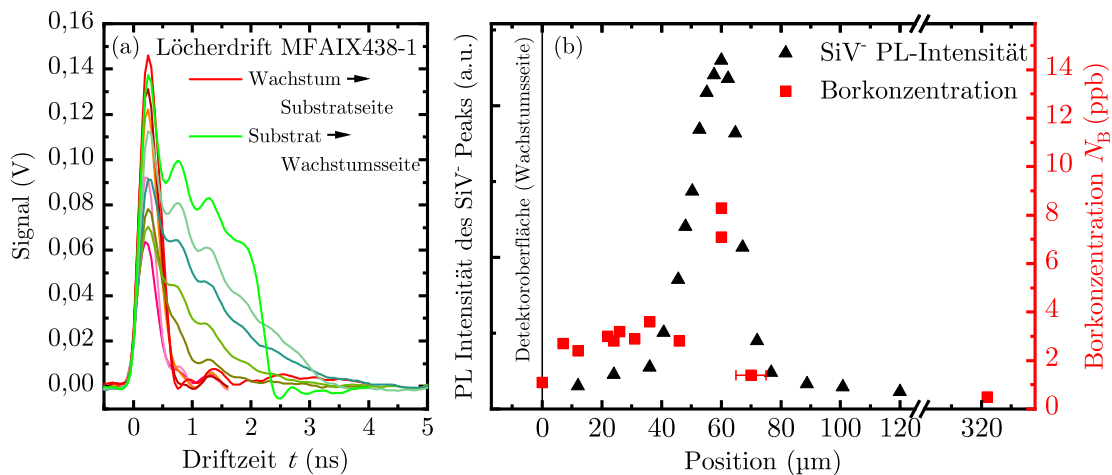 (a)
Löcherdrift MFAIX438-1
Wachstum
Substratseite
Substrat
Wachstumsseite
Signal (V)
0,16
0,14
0,12
0,10
0,08
0,06
0,04
0,02
0,00
0
1
2
3
4
5
Driftzeit t (ns)
(b)
SiV⁻ PL-Intensität
Borkonzentration
PL Intensität des SiV⁻ Peaks (a.u.)
Detektoroberfläche (Wachstumsseite)
0
20
40
60
80
100
120
320
Position (µm)
14
12
10
8
6
4
2
0
Borkonzentration N_B (ppb)